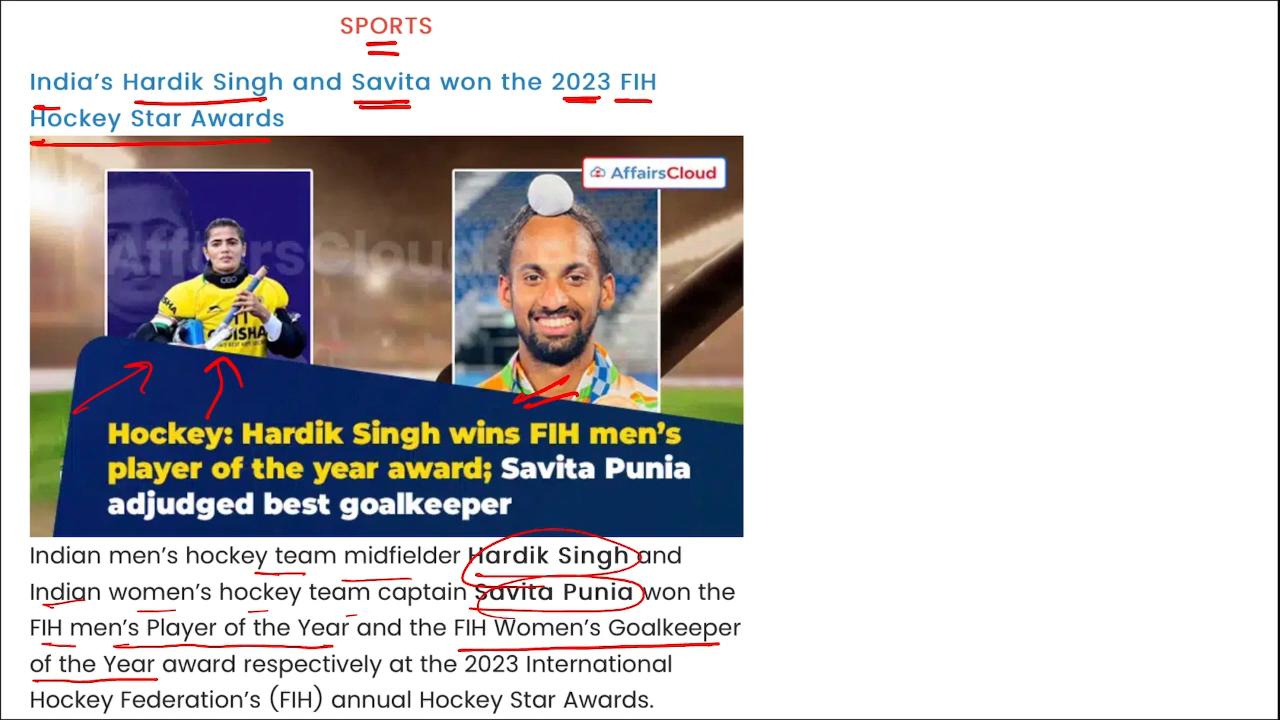 SPORTS
India's Hardik Singh and Savita won the 2023 FIH
Hockey Star Awards
AffairsCloud
AffairsCloud
ODISHA
Hockey: Hardik Singh wins FIH men's
player of the year award; Savita Punia
adjudged best goalkeeper
Indian men's hockey team midfielder Hardik Singh and
Indian women's hockey team captain Savita Punia won the
FIH men's Player of the Year and the FIH Women's Goalkeeper
of the Year award respectively at the 2023 International
Hockey Federation's (FIH) annual Hockey Star Awards.